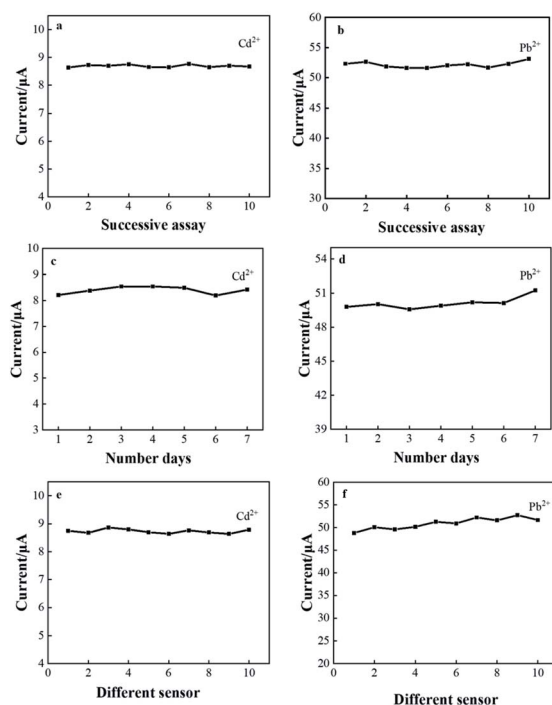 a
Cd²⁺
Current/μA
10
9
8
7
6
5
4
0 2 4 6 8 10
Successive assay
b
Pb²⁺
Current/μA
60
54
48
42
36
30
0 2 4 6 8 10
Successive assay
c
Cd²⁺
Current/μA
10
9
8
7
6
5
4
3
1 2 3 4 5 6 7
Number days
d
Pb²⁺
Current/μA
54
51
48
45
42
39
1 2 3 4 5 6 7
Number days
e
Cd²⁺
Current/μA
10
9
8
7
6
5
4
0 2 4 6 8 10
Different sensor
f
Pb²⁺
Current/μA
60
55
50
45
40
35
30
25
20
0 2 4 6 8 10
Different sensor